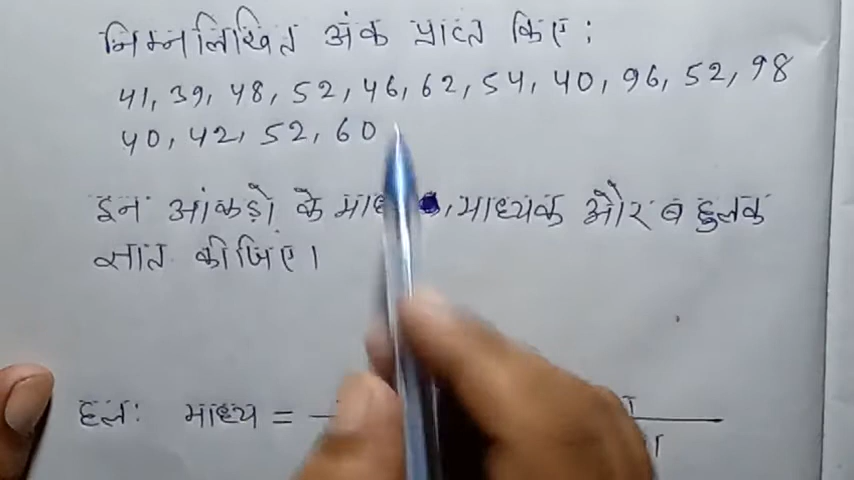 निम्नलिखित अंक प्राप्त किए :
41, 39, 48, 52, 46, 62, 54, 40, 96, 52, 98
40, 42, 52, 60
इन आंकड़ों के , माध्यक और बहुलक
ज्ञात कीजिए ।
हल: माध्य =